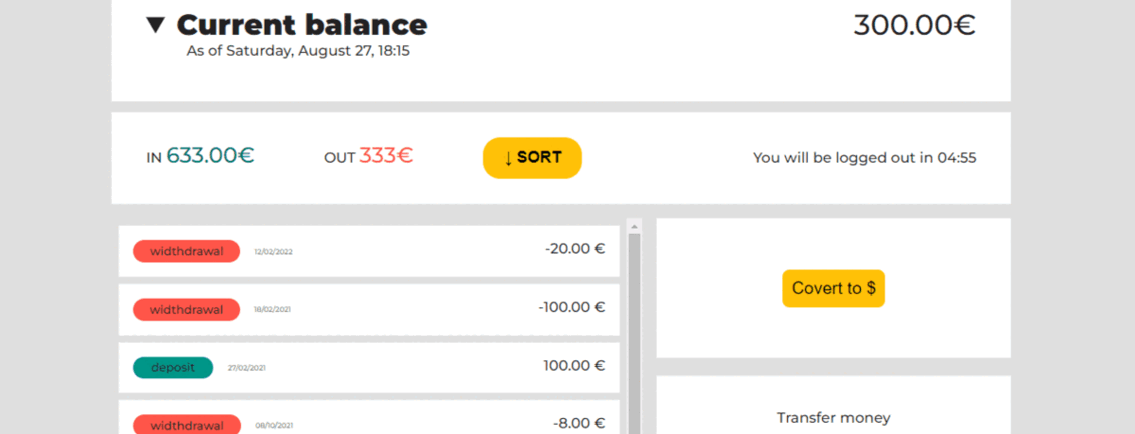 ▼ Current balance 300.00€
As of Saturday, August 27, 18:15
IN 633.00€ OUT 333€ ↓ SORT You will be logged out in 04:55
widthdrawal 12/02/2022 -20.00 €
Covert to $
widthdrawal 18/02/2021 -100.00 €
deposit 27/02/2021 100.00 €
Transfer money
widthdrawal 08/10/2021 -8.00 €